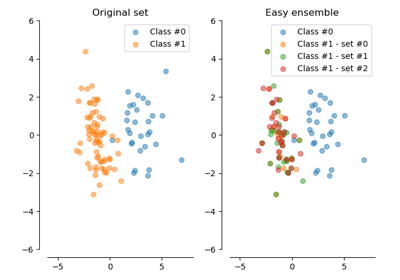 Original set
Easy ensemble
6
4
2
0
−2
−4
−6
−5
0
5
Class #0
Class #1
6
4
2
0
−2
−4
−6
−5
0
5
Class #0
Class #1 - set #0
Class #1 - set #1
Class #1 - set #2